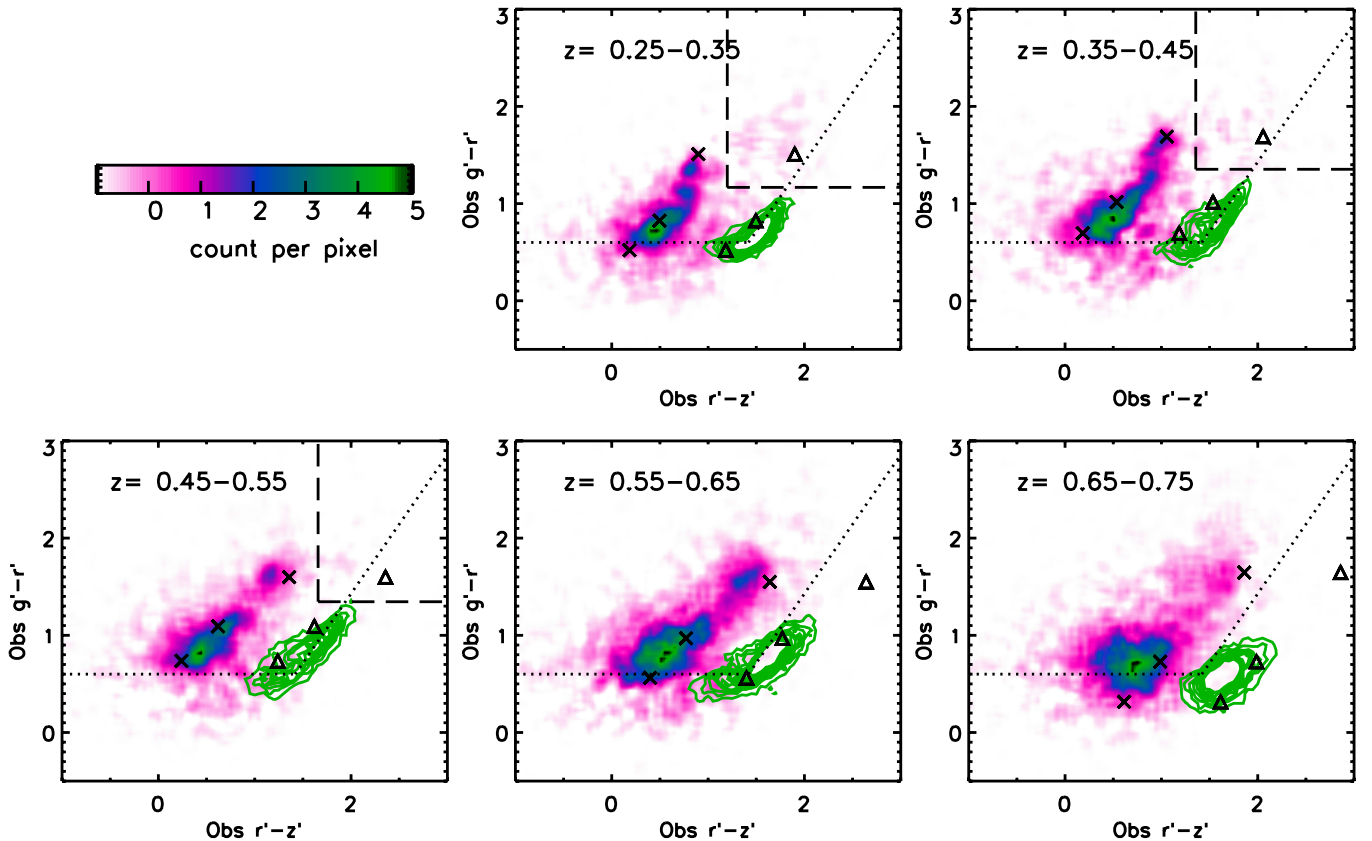 0 1 2 3 4 5
count per pixel
3
2
1
0
Obs g'-r'
z= 0.25-0.35
0 2
Obs r'-z'
3
2
1
0
Obs g'-r'
z= 0.35-0.45
0 2
Obs r'-z'
3
2
1
0
Obs g'-r'
z= 0.45-0.55
0 2
Obs r'-z'
3
2
1
0
Obs g'-r'
z= 0.55-0.65
0 2
Obs r'-z'
3
2
1
0
Obs g'-r'
z= 0.65-0.75
0 2
Obs r'-z'